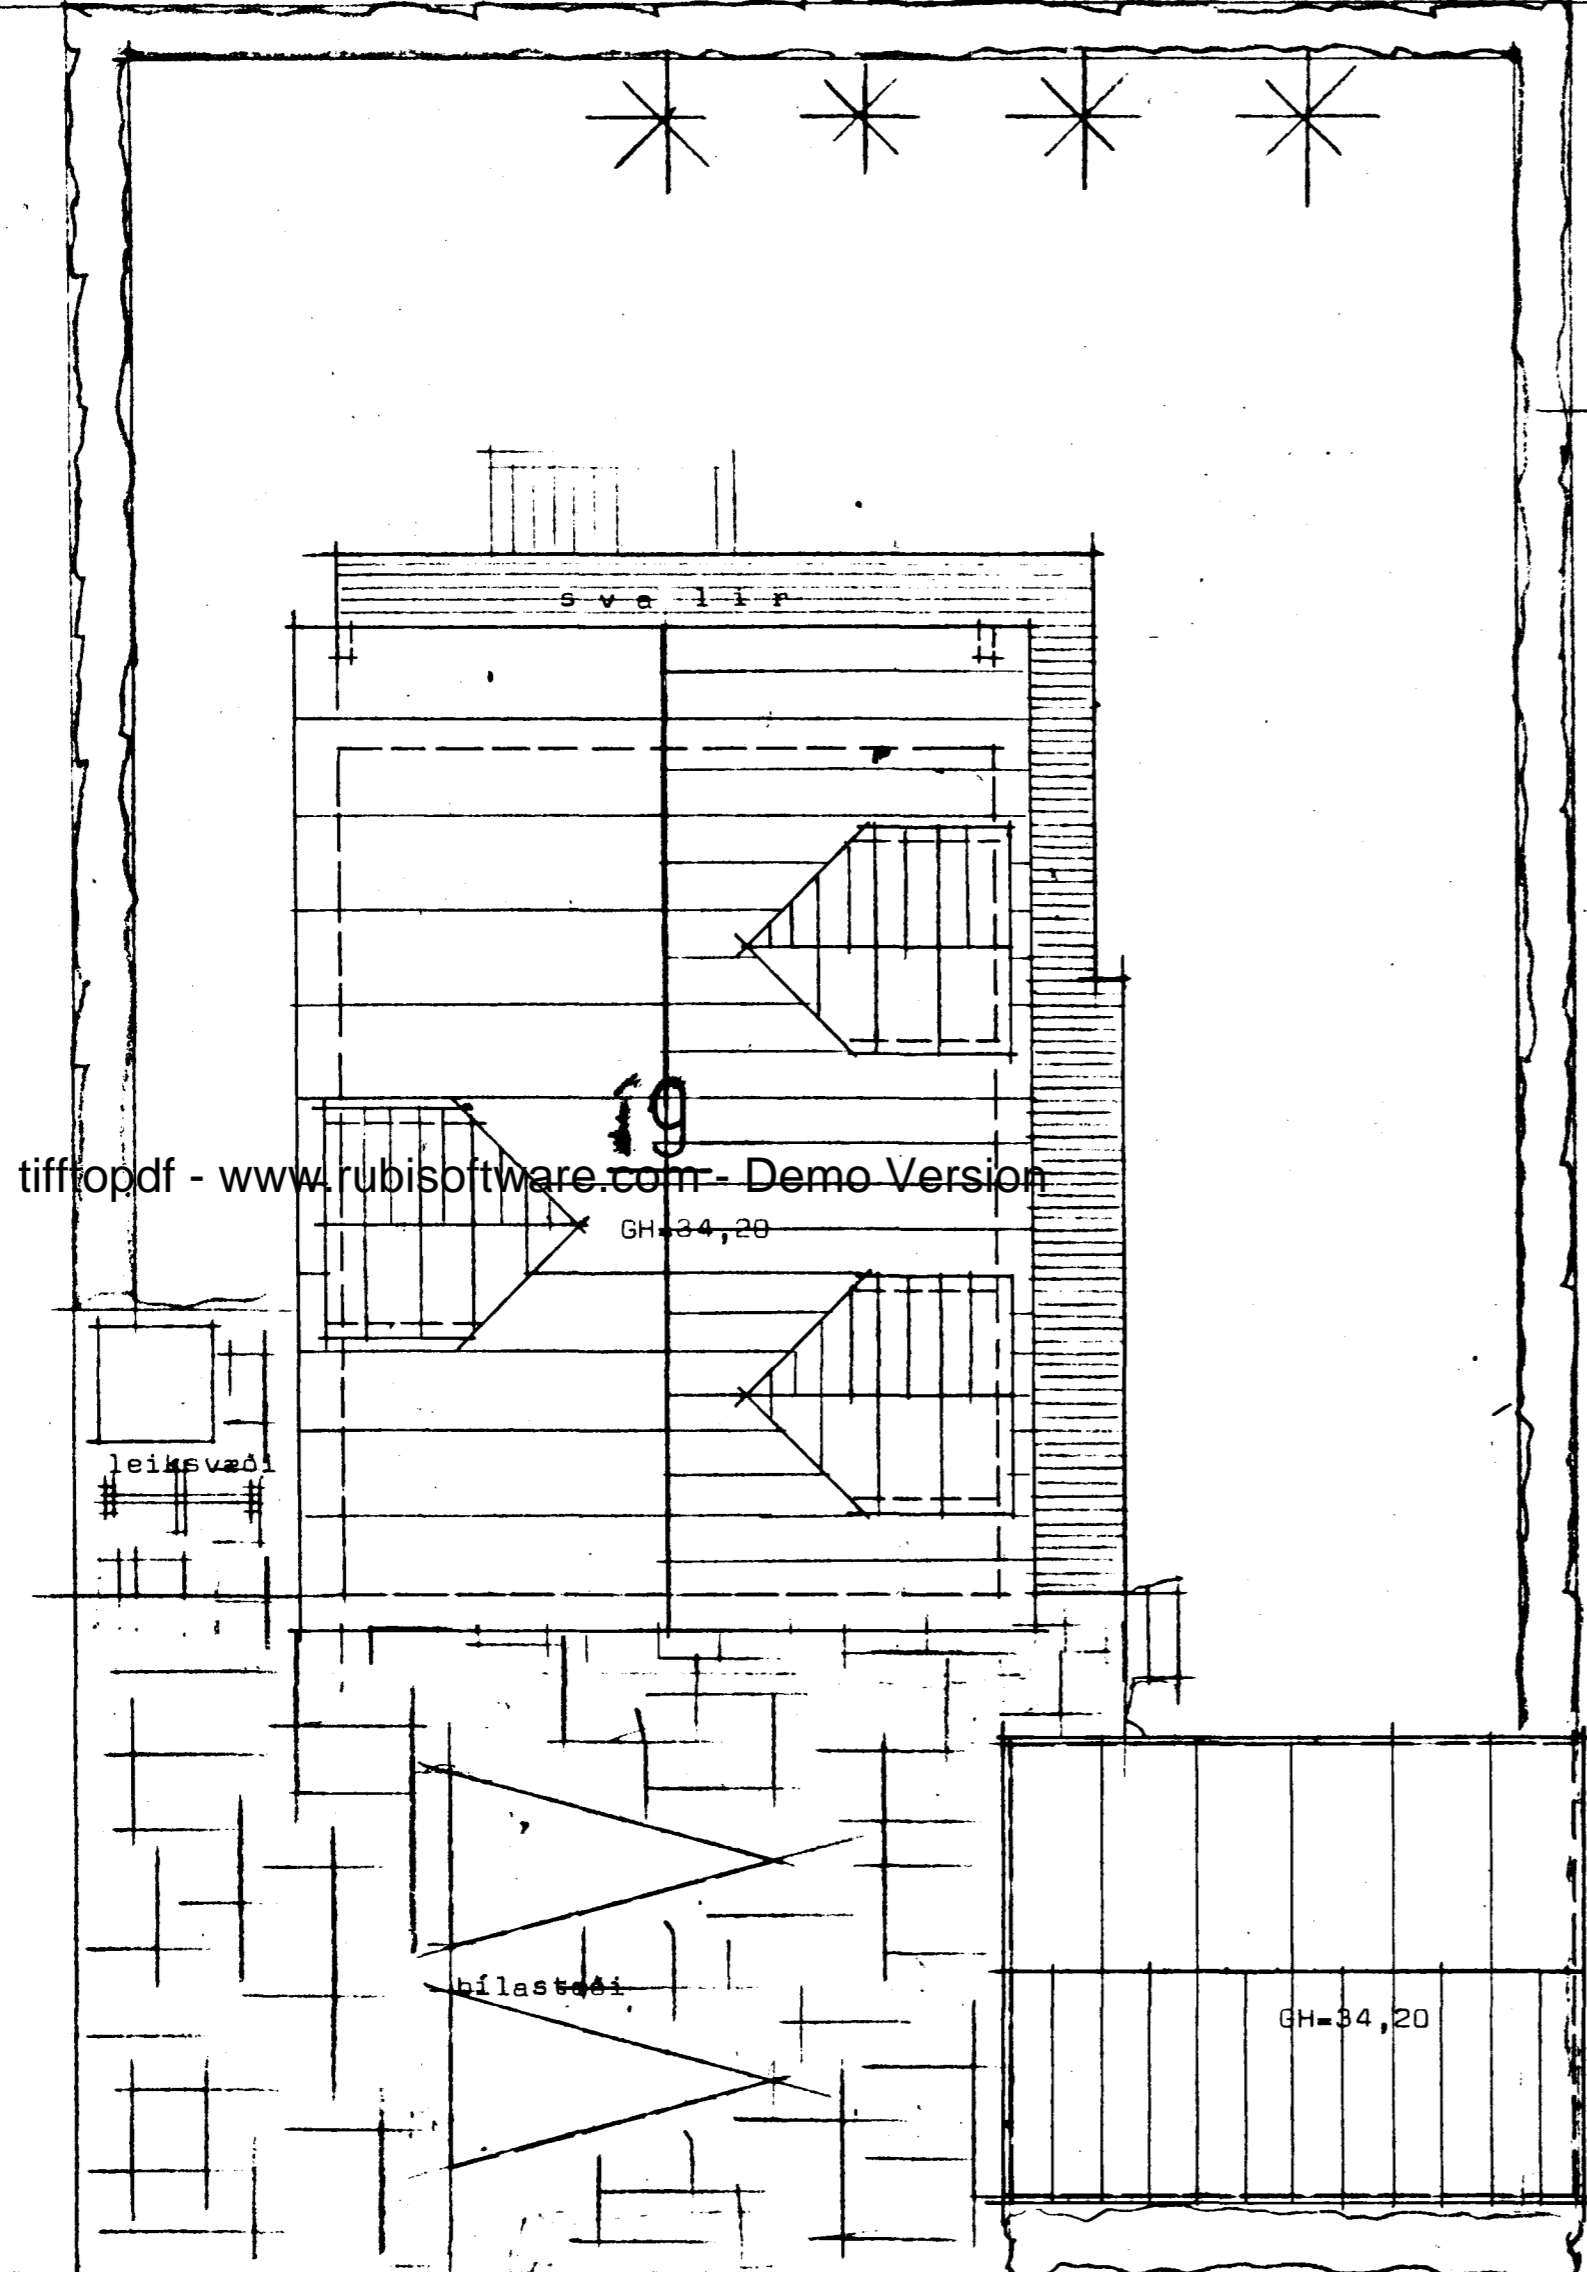 svalir
19
tifftopdf - www.rubisoftware.com - Demo Version
GH=34,20
leiksvæði
bílastæði
GH=34,20